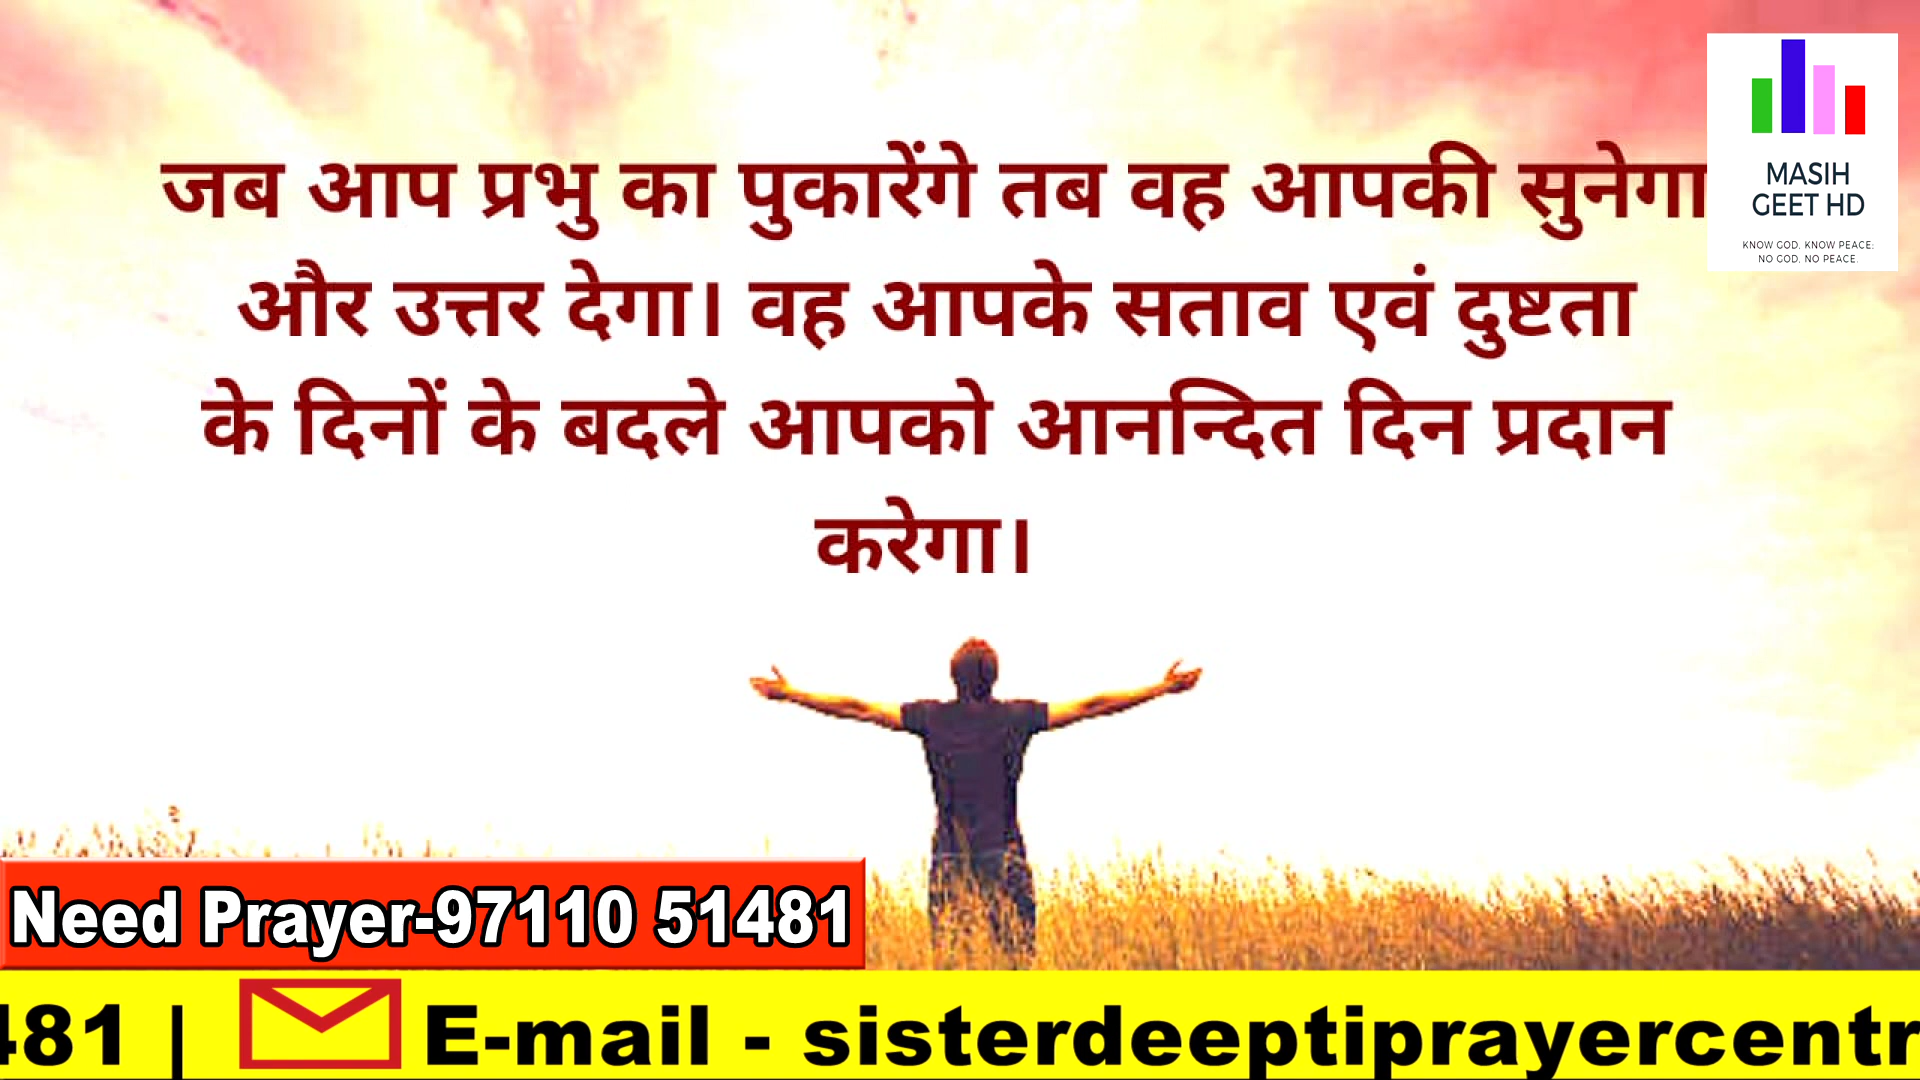 जब आप प्रभु का पुकारेंगे तब वह आपकी सुनेगा
और उत्तर देगा। वह आपके सताव एवं दुष्टता
के दिनों के बदले आपको आनन्दित दिन प्रदान
करेगा।
MASIH
GEET HD
KNOW GOD, KNOW PEACE;
NO GOD, NO PEACE.
Need Prayer-97110 51481
481 | E-mail - sisterdeeptiprayercentr